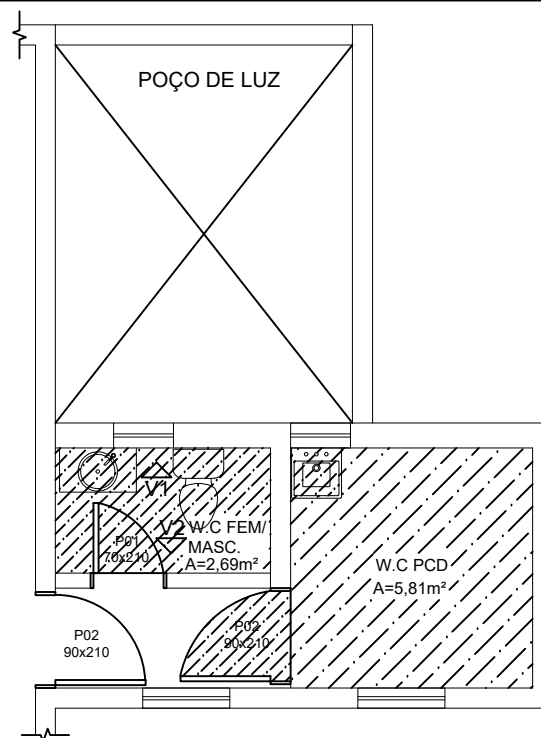 POÇO DE LUZ
V1
V2
W.C FEM/
MASC.
A=2,69m²
P01
70x210
W.C PCD
A=5,81m²
P02
90x210
P02
90x210